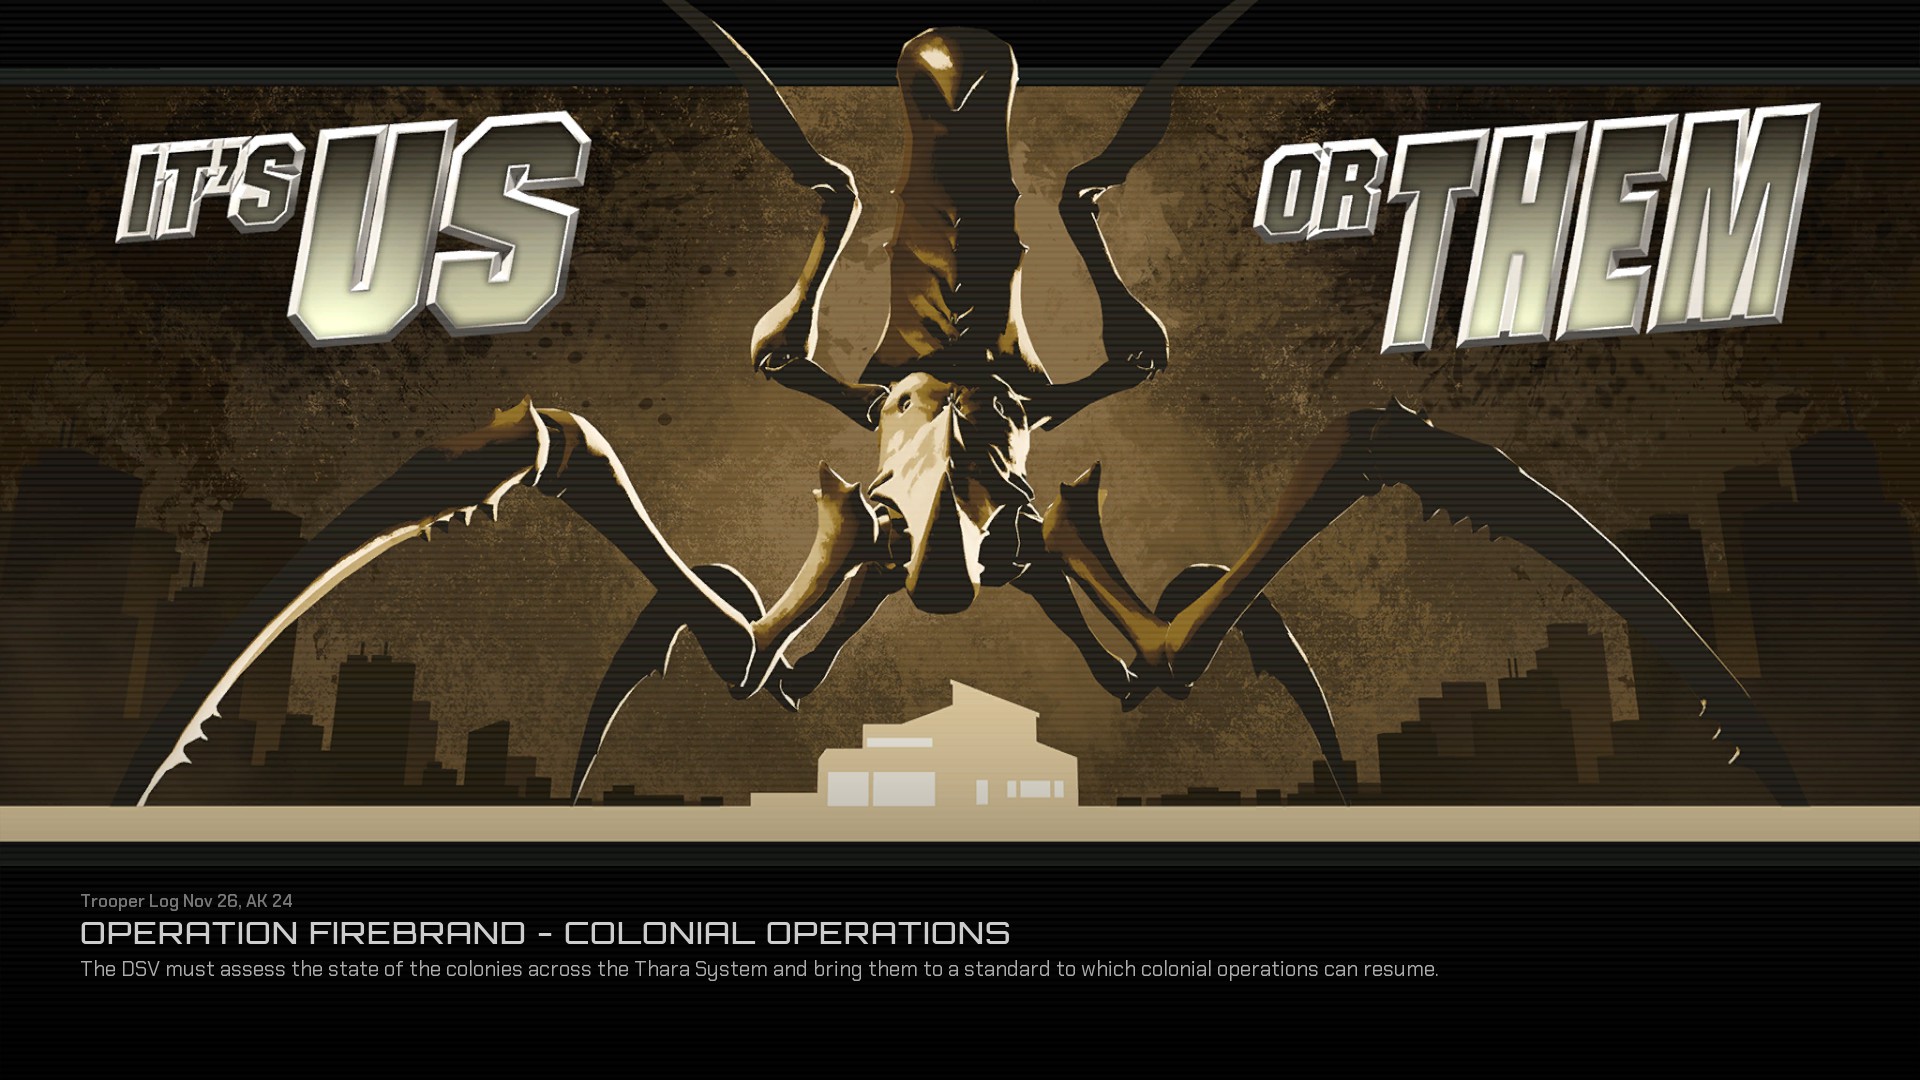 IT'S US
OR THEM
Trooper Log Nov 26, AK 24
OPERATION FIREBRAND - COLONIAL OPERATIONS
The DSV must assess the state of the colonies across the Thara System and bring them to a standard to which colonial operations can resume.